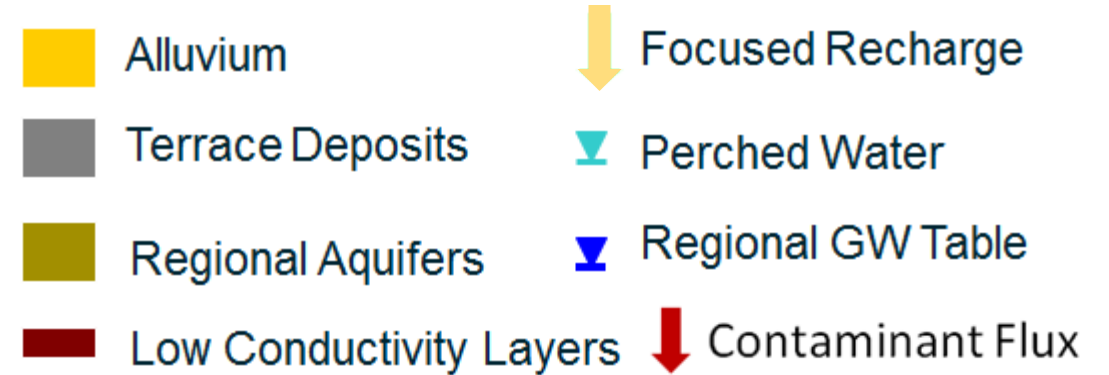 Alluvium
Terrace Deposits
Regional Aquifers
Low Conductivity Layers
Focused Recharge
Perched Water
Regional GW Table
Contaminant Flux